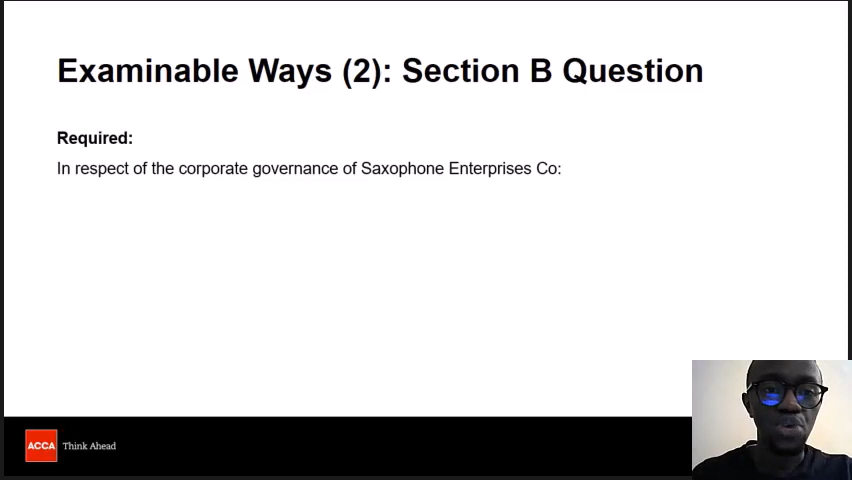 Examinable Ways (2): Section B Question
Required:
In respect of the corporate governance of Saxophone Enterprises Co:
ACCA
Think Ahead